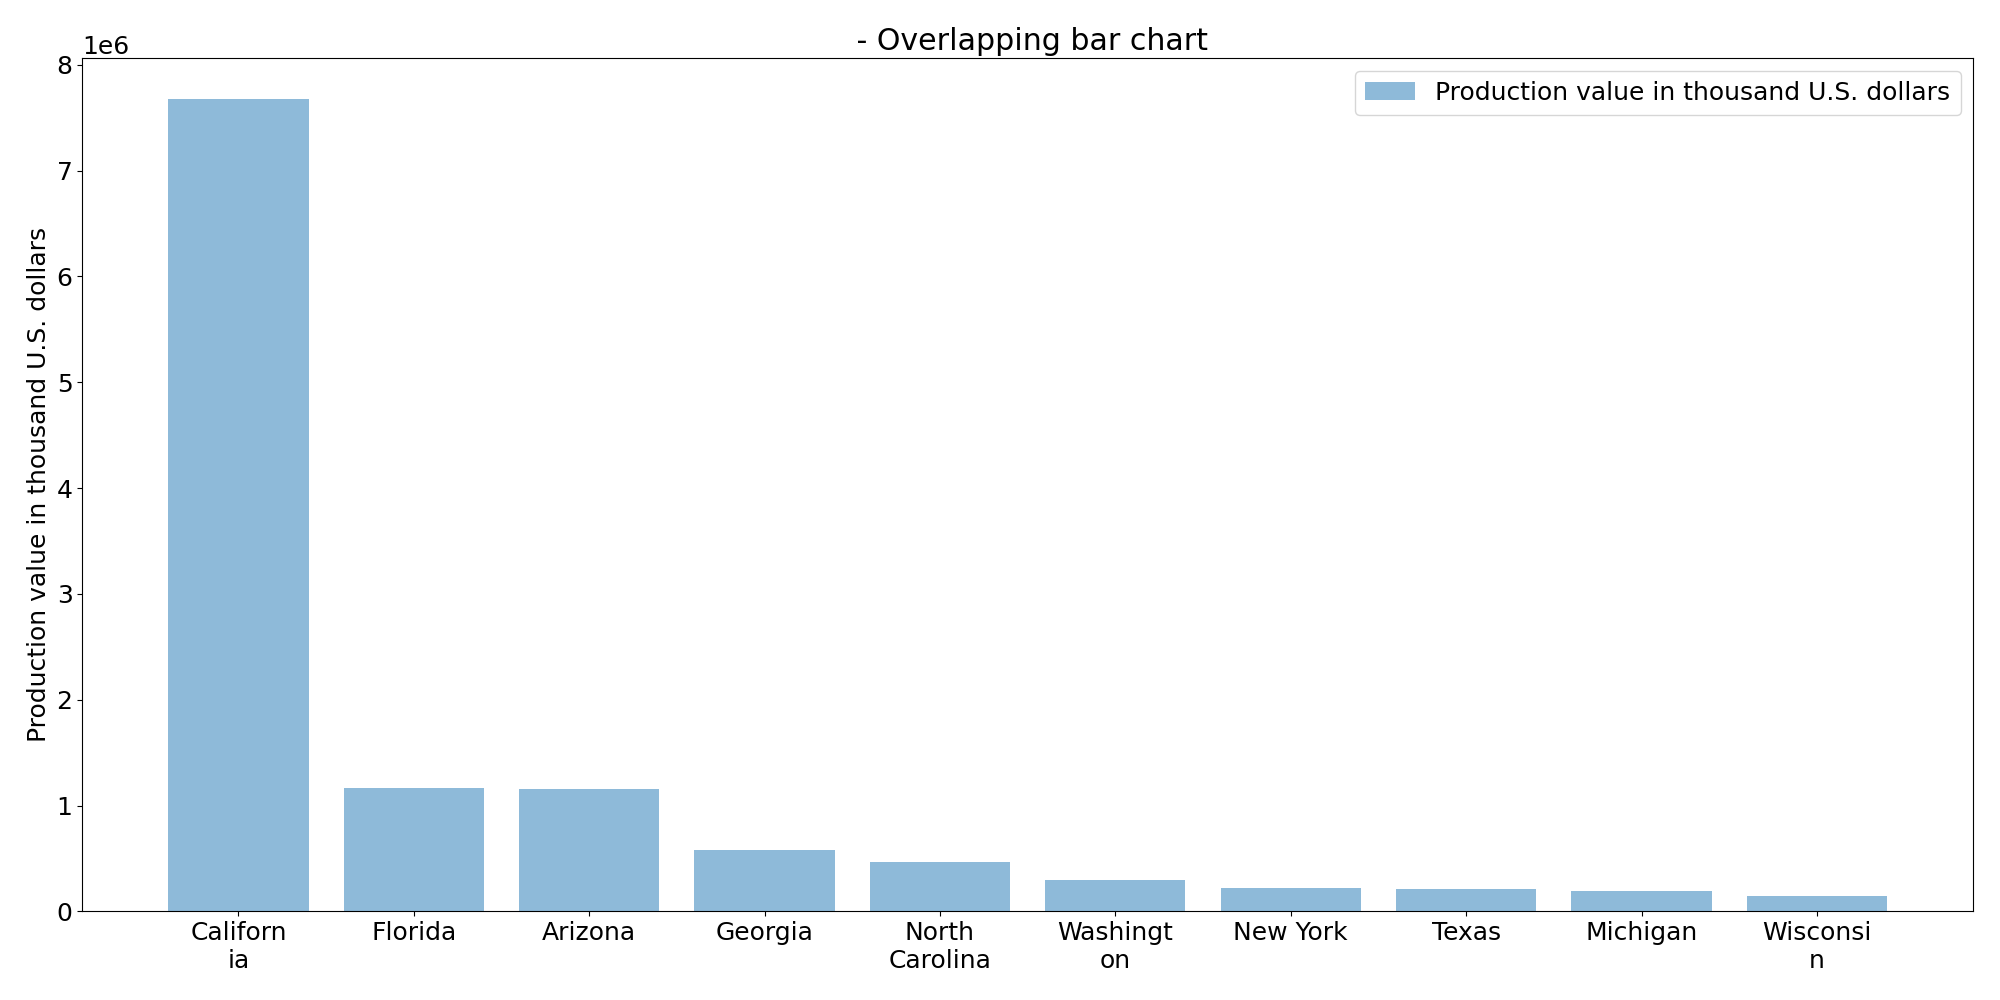 - Overlapping bar chart
1e6
Production value in thousand U.S. dollars
8
7
6
5
4
3
2
1
0
Production value in thousand U.S. dollars
Californ
ia
Florida
Arizona
Georgia
North
Carolina
Washingt
on
New York
Texas
Michigan
Wisconsi
n